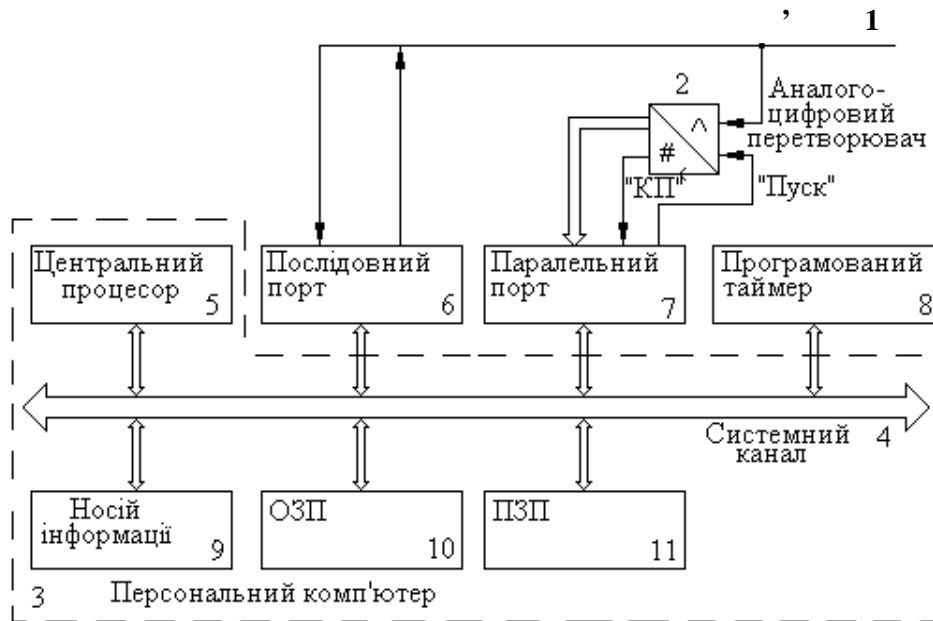 ’ 1
2
Аналого-
цифровий
перетворювач
^
#
"КП"
"Пуск"
Центральний
процесор
5
Послідовний
порт
6
Паралельний
порт
7
Програмований
таймер
8
Системний
канал
4
Носій
інформації
9
ОЗП
10
ПЗП
11
3 Персональний комп'ютер